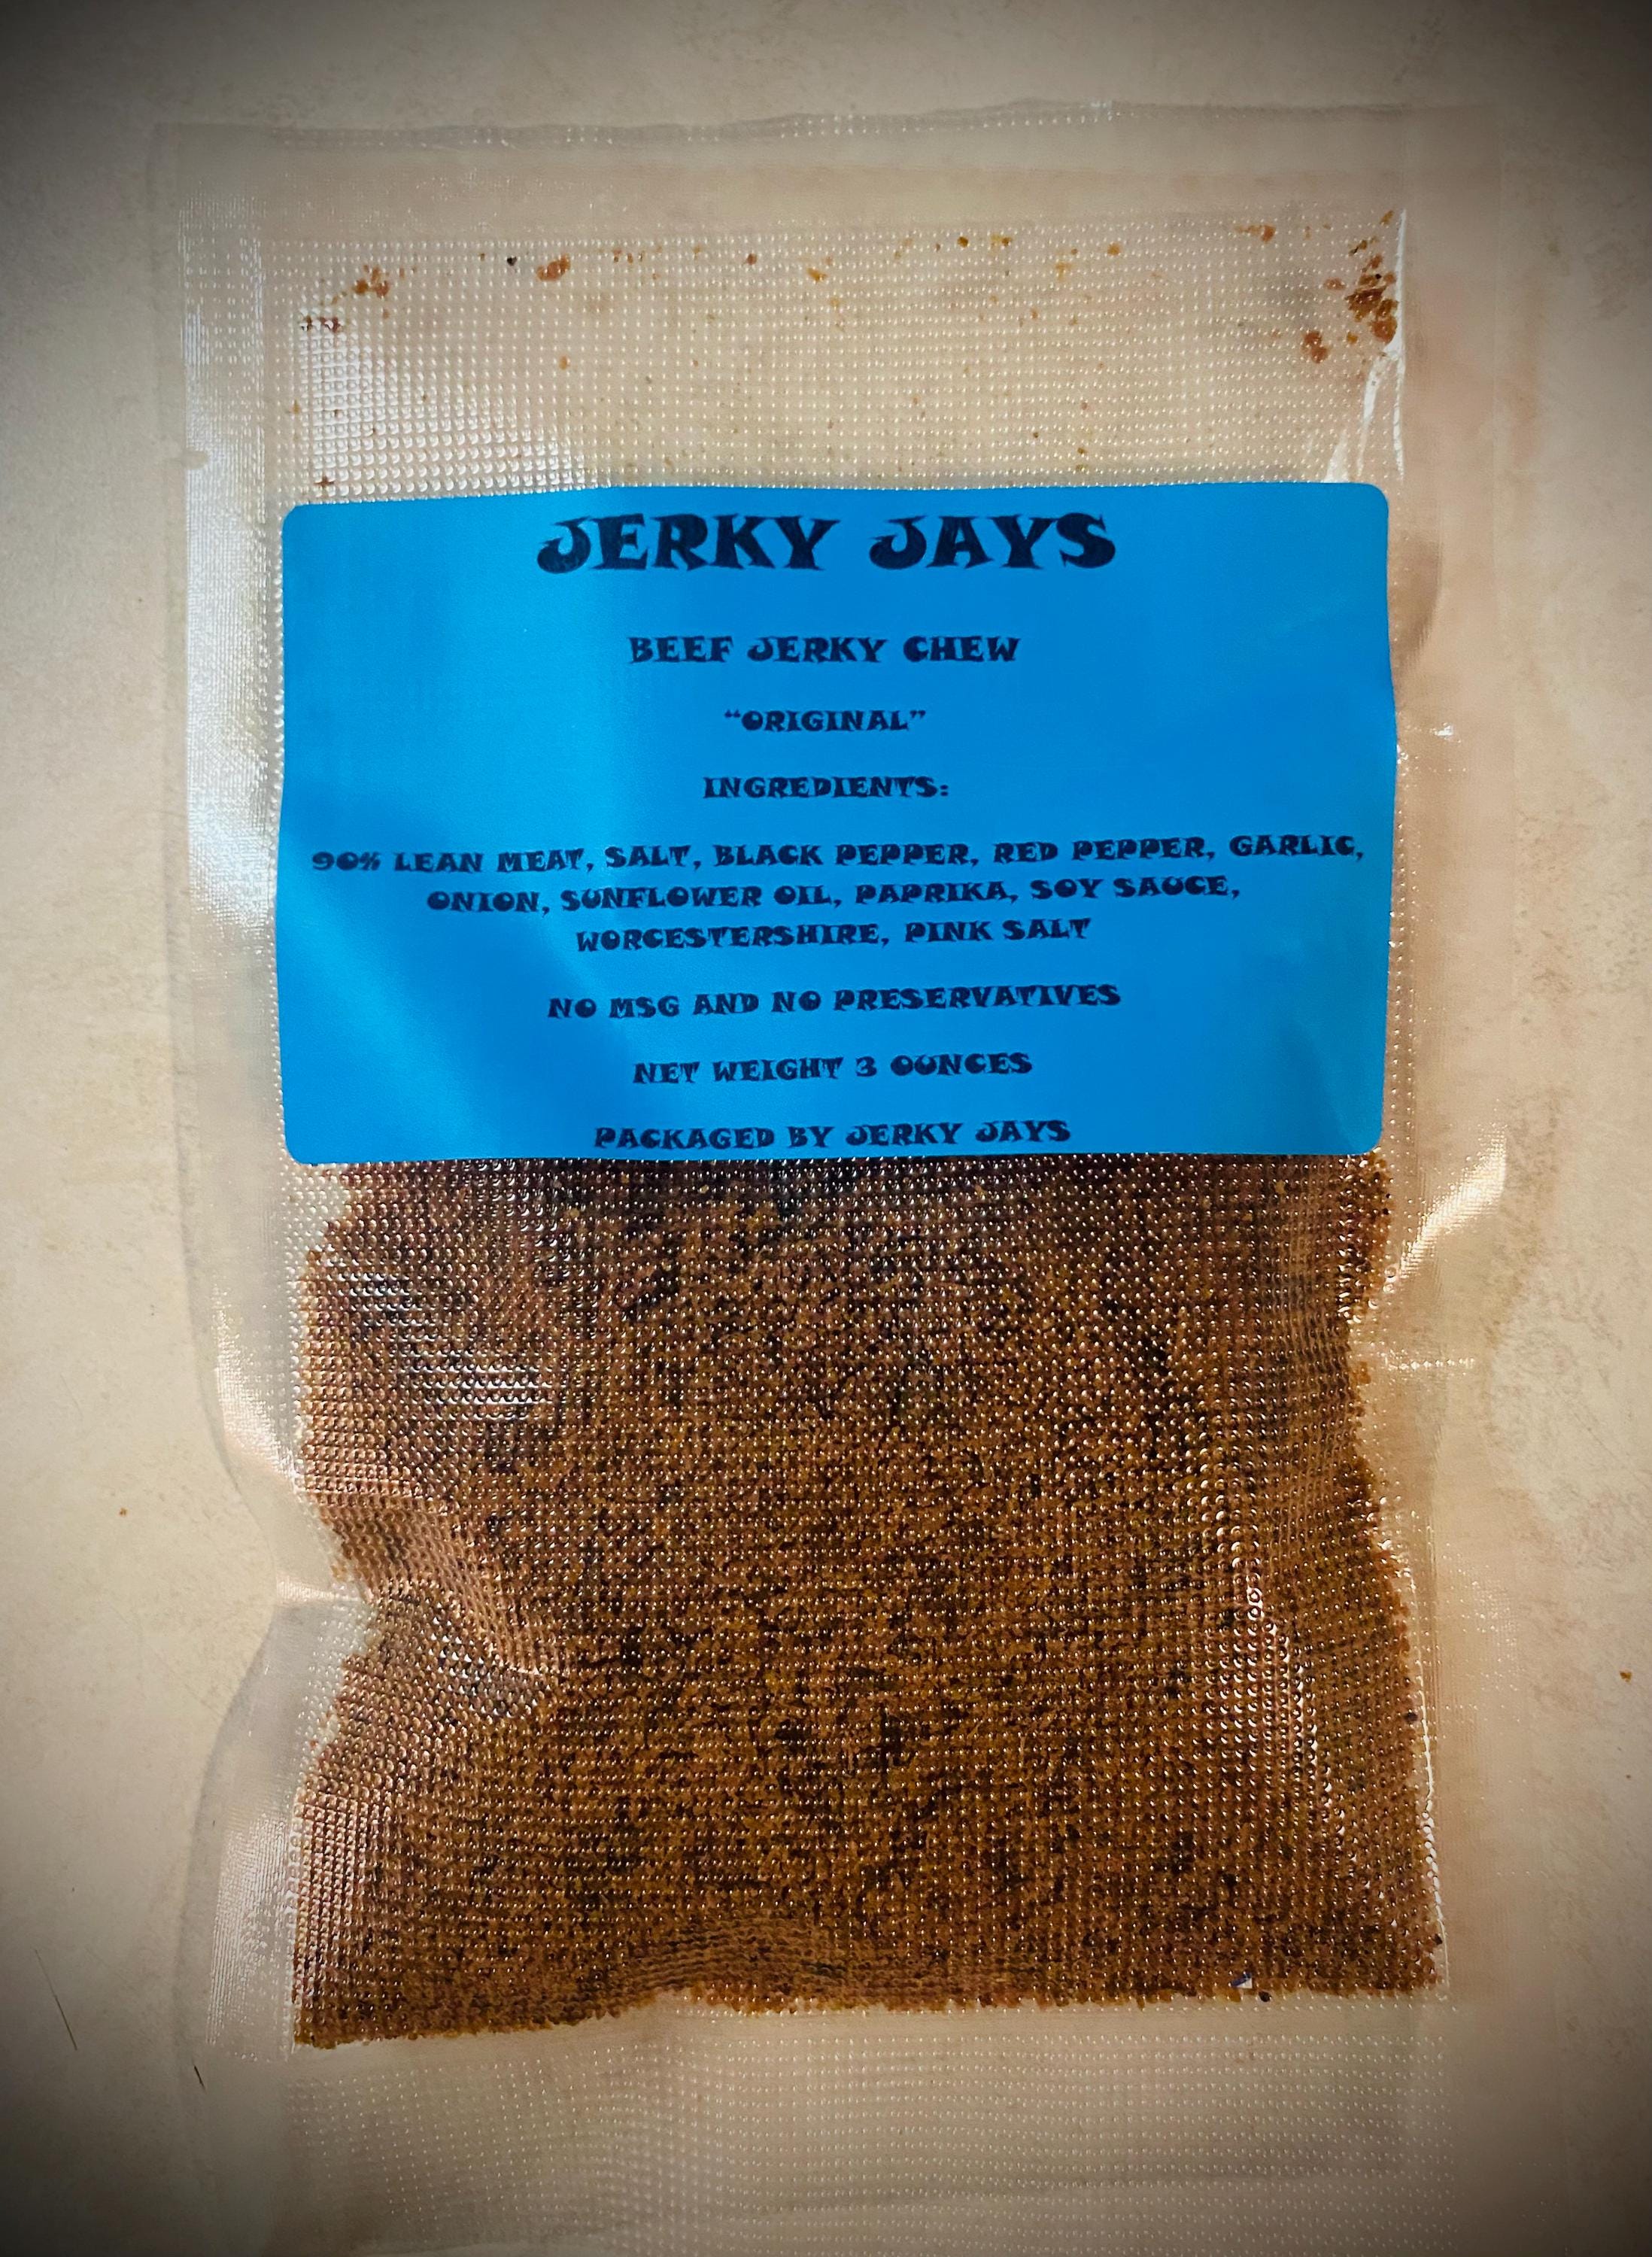 JERKY JAYS
BEEF JERKY CHEW
“ORIGINAL”
INGREDIENTS:
90% LEAN MEAT, SALT, BLACK PEPPER, RED PEPPER, GARLIC,
ONION, SUNFLOWER OIL, PAPRIKA, SOY SAUCE,
WORCESTERSHIRE, PINK SALT
NO MSG AND NO PRESERVATIVES
NET WEIGHT 3 OUNCES
PACKAGED BY JERKY JAYS